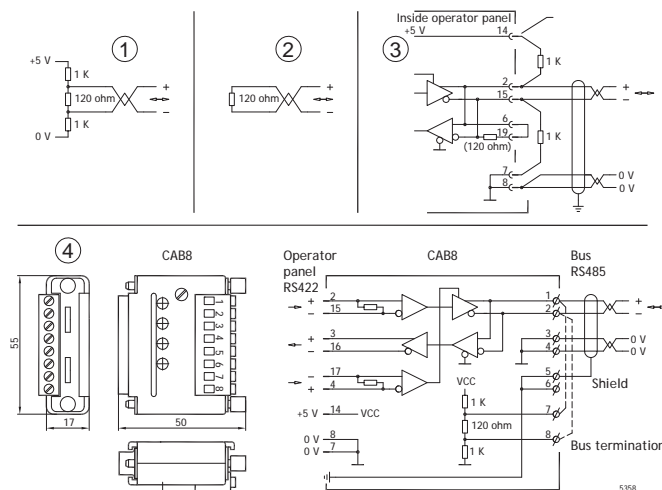 1
+5 V
1 K
120 ohm
1 K
0 V
+
−
2
120 ohm
+
−
3
Inside operator panel
+5 V
14
1 K
2
15
+
−
6
19
(120 ohm)
1 K
7
8
0 V
0 V
4
CAB8
55
17
50
1
2
3
4
5
6
7
8
Operator
panel
RS422
CAB8
Bus
RS485
+ 2
− 15
+ 3
− 16
− 17
+ 4
+5 V 14 VCC
0 V 8
0 V 7
VCC
1 K
120 ohm
1 K
1
2
3
4
5
6
7
8
+
−
0 V
0 V
Shield
Bus termination
5358